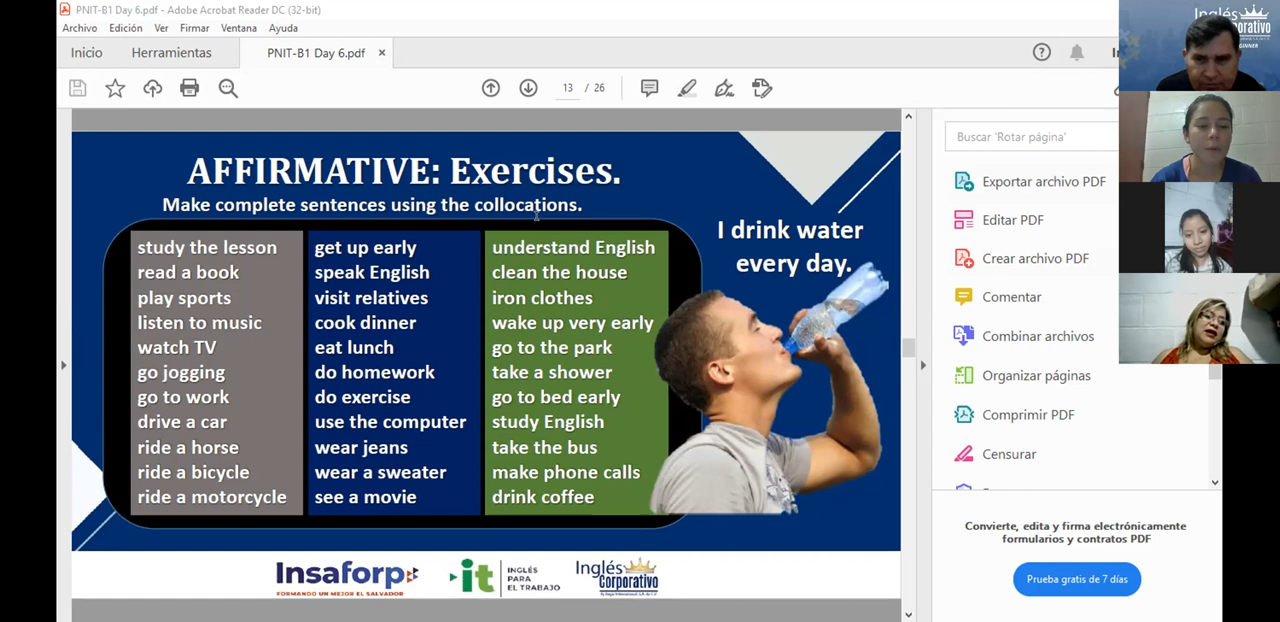 PNIT-B1 Day 6.pdf - Adobe Acrobat Reader DC (32-bit)
Archivo Edición Ver Firmar Ventana Ayuda
Inicio Herramientas PNIT-B1 Day 6.pdf ×
13 / 26
AFFIRMATIVE: Exercises.
Make complete sentences using the collocations.
study the lesson
read a book
play sports
listen to music
watch TV
go jogging
go to work
drive a car
ride a horse
ride a bicycle
ride a motorcycle
get up early
speak English
visit relatives
cook dinner
eat lunch
do homework
do exercise
use the computer
wear jeans
wear a sweater
see a movie
understand English
clean the house
iron clothes
wake up very early
go to the park
take a shower
go to bed early
study English
take the bus
make phone calls
drink coffee
I drink water
every day.
Insaforp
FORMANDO UN MEJOR EL SALVADOR
it
INGLÉS
PARA
EL TRABAJO
Inglés
Corporativo
Buscar 'Rotar página'
Exportar archivo PDF
Editar PDF
Crear archivo PDF
Comentar
Combinar archivos
Organizar páginas
Comprimir PDF
Censurar
Convierte, edita y firma electrónicamente
formularios y contratos PDF
Prueba gratis de 7 días
Inglés